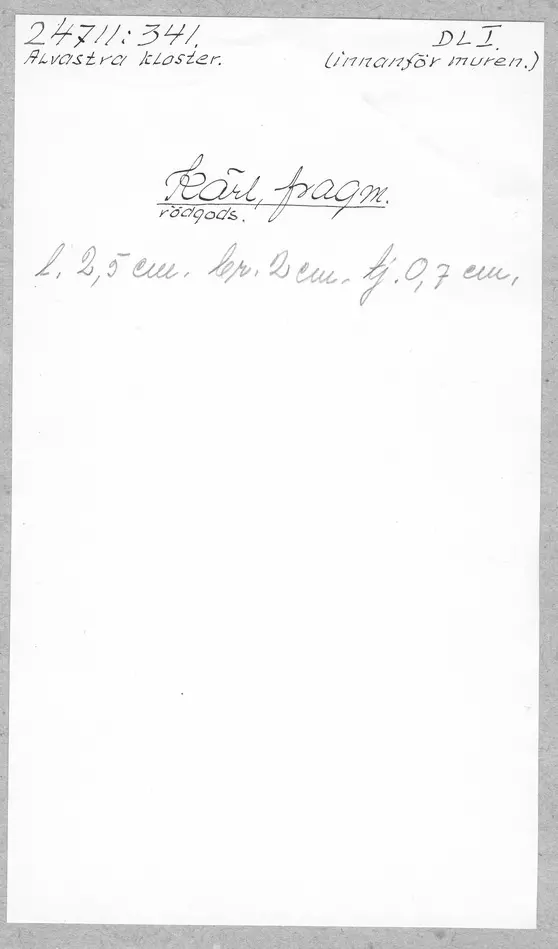 24711:341. DL I.
Alvastra kloster. (innanför muren.)
Kärl, fragm.
rödgods.
l. 2,5 cm. br. 2 cm. tj. 0,7 cm.